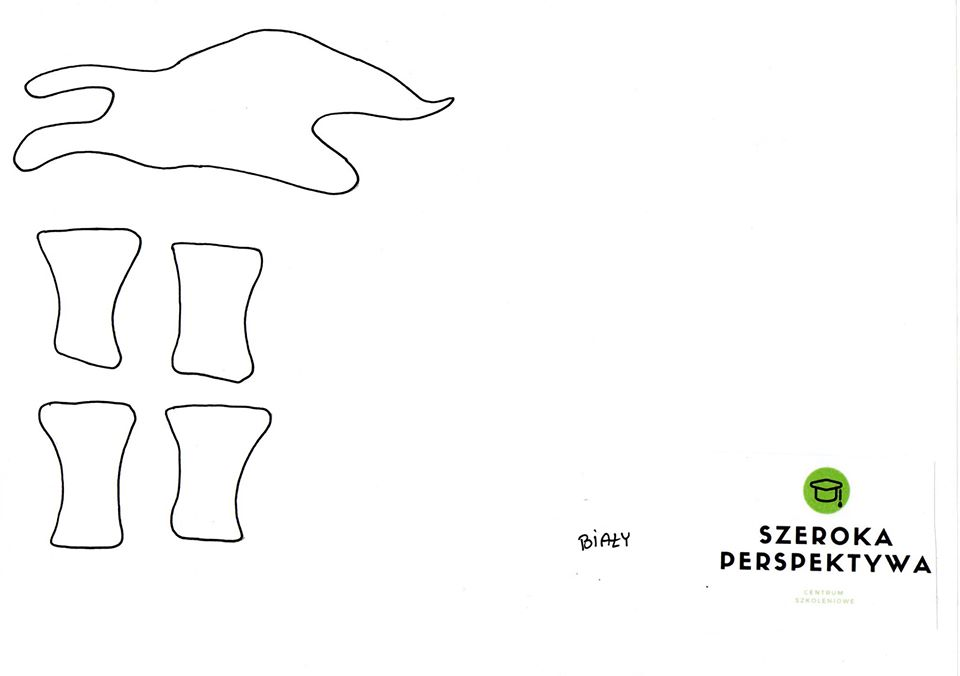 BIAŁY
SZEROKA
PERSPEKTYWA
CENTRUM
SZKOLENIOWE